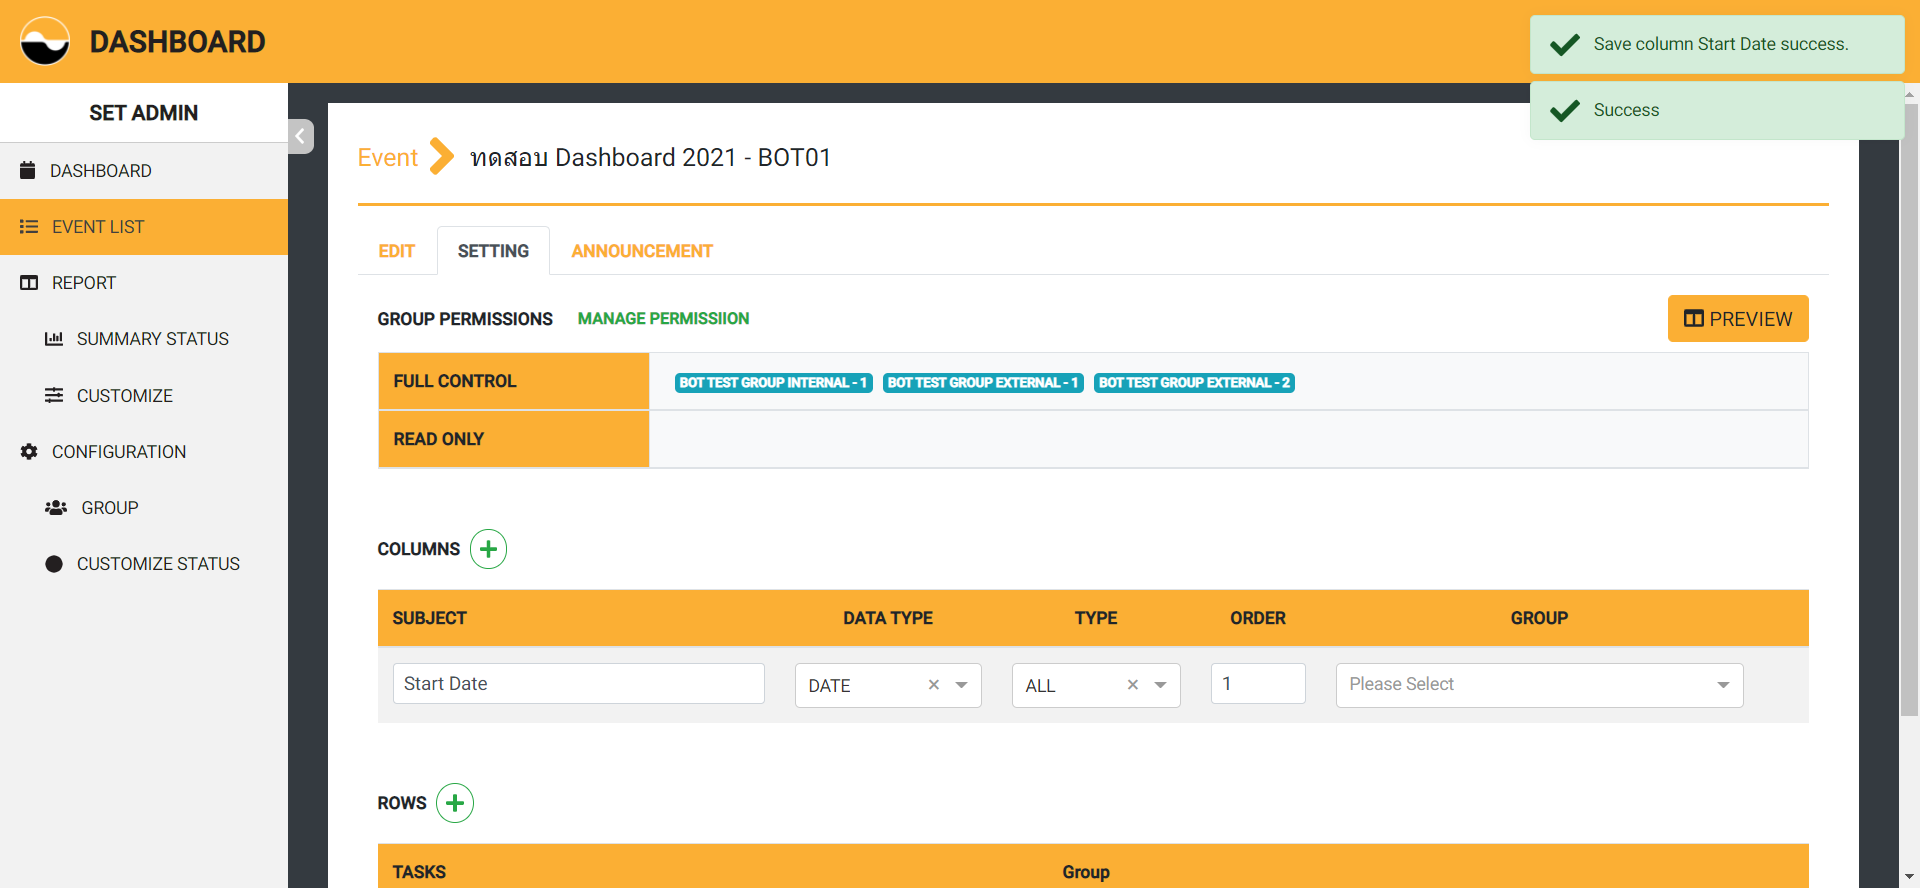 DASHBOARD
Save column Start Date success.
Success
SET ADMIN
DASHBOARD
EVENT LIST
REPORT
SUMMARY STATUS
CUSTOMIZE
CONFIGURATION
GROUP
CUSTOMIZE STATUS
Event ทดสอบ Dashboard 2021 - BOT01
EDIT SETTING ANNOUNCEMENT
GROUP PERMISSIONS MANAGE PERMISSIION PREVIEW
FULL CONTROL BOT TEST GROUP INTERNAL - 1 BOT TEST GROUP EXTERNAL - 1 BOT TEST GROUP EXTERNAL - 2
READ ONLY
COLUMNS
SUBJECT DATA TYPE TYPE ORDER GROUP
Start Date DATE ALL 1 Please Select
ROWS
TASKS Group